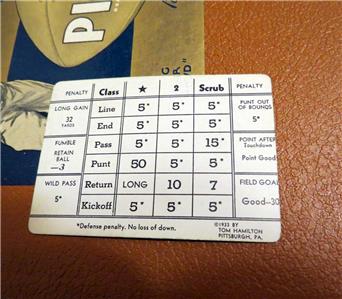 PI
PENALTY Class ★ 2 Scrub PENALTY
LONG GAIN
32
YARDS
Line 5* 5* 5*
PUNT OUT
OF BOUNDS
5*
End 5* 5* 5*
FUMBLE
RETAIN
BALL
—3
Pass 5* 5* 15*
POINT AFTER
Touchdown
Punt 50 5* 5*
Point Good
WILD PASS
5*
Return LONG 10 7
FIELD GOAL
Kickoff 5* 5* 5*
Good—30
*Defense penalty. No loss of down.
©1933 BY
TOM HAMILTON
PITTSBURGH, PA.